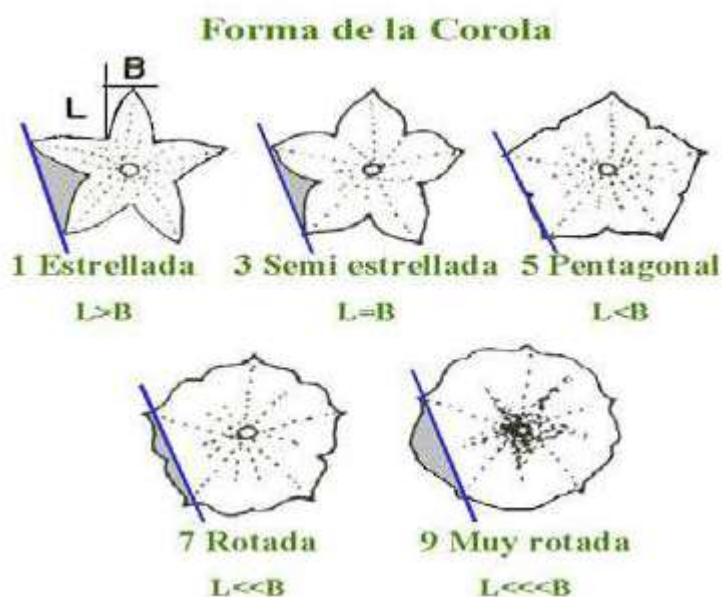 Forma de la Corola
B
L
1 Estrellada 3 Semi estrellada 5 Pentagonal
L>B L=B L<B
7 Rotada 9 Muy rotada
L<<B L<<<B